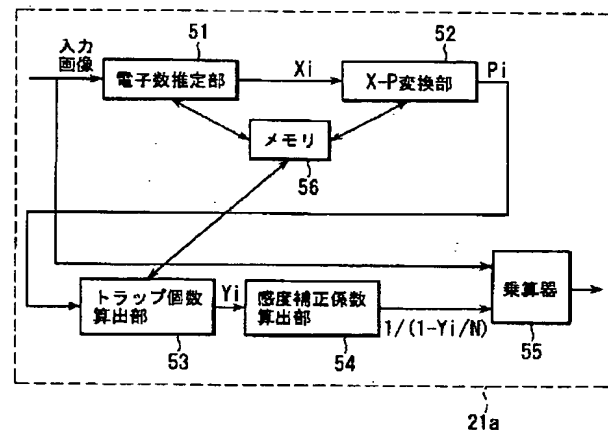 51
52
入力
画像
電子数推定部
Xi
X-P変換部
Pi
メモリ
56
トラップ個数
算出部
Yi
感度補正係数
算出部
1/(1-Yi/N)
乗算器
53
54
55
21a